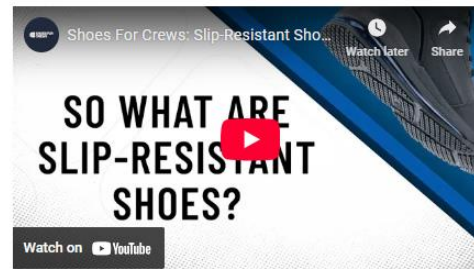 Shoes For Crews: Slip-Resistant Sho...
Watch later
Share
SO WHAT ARE
SLIP-RESISTANT
SHOES?
Watch on YouTube